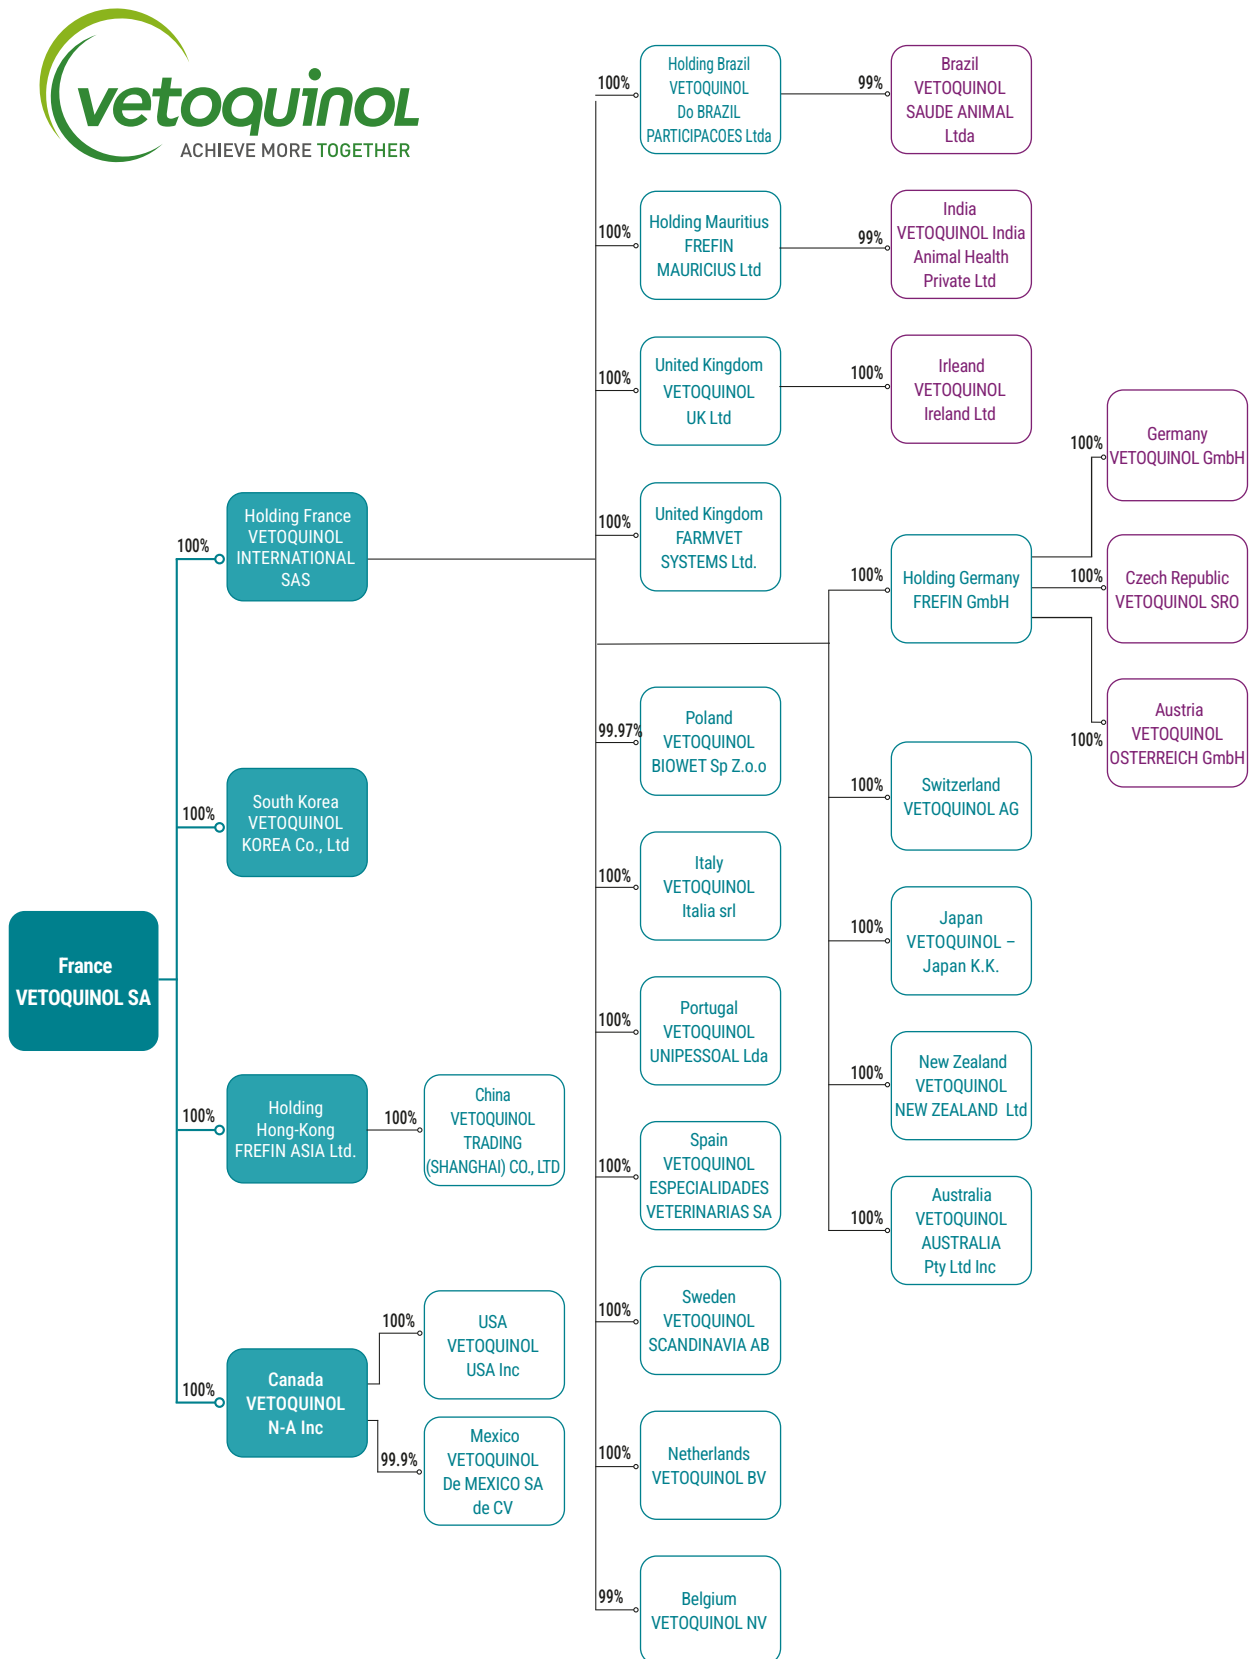 vetoquinol
ACHIEVE MORE TOGETHER
France
VETOQUINOL SA
100%
Holding France
VETOQUINOL
INTERNATIONAL
SAS
100%
South Korea
VETOQUINOL
KOREA Co., Ltd
100%
Holding
Hong-Kong
FREFIN ASIA Ltd.
100%
China
VETOQUINOL
TRADING
(SHANGHAI) CO., LTD
100%
Canada
VETOQUINOL
N-A Inc
100%
USA
VETOQUINOL
USA Inc
99.9%
Mexico
VETOQUINOL
De MEXICO SA
de CV
100%
Holding Brazil
VETOQUINOL
Do BRAZIL
PARTICIPACOES Ltda
99%
Brazil
VETOQUINOL
SAUDE ANIMAL
Ltda
100%
Holding Mauritius
FREFIN
MAURICIUS Ltd
99%
India
VETOQUINOL India
Animal Health
Private Ltd
100%
United Kingdom
VETOQUINOL
UK Ltd
100%
Irleand
VETOQUINOL
Ireland Ltd
100%
United Kingdom
FARMVET
SYSTEMS Ltd.
100%
Holding Germany
FREFIN GmbH
100%
Germany
VETOQUINOL GmbH
100%
Czech Republic
VETOQUINOL SRO
100%
Austria
VETOQUINOL
OSTERREICH GmbH
100%
Switzerland
VETOQUINOL AG
100%
Japan
VETOQUINOL –
Japan K.K.
100%
New Zealand
VETOQUINOL
NEW ZEALAND Ltd
100%
Australia
VETOQUINOL
AUSTRALIA
Pty Ltd Inc
99.97%
Poland
VETOQUINOL
BIOWET Sp Z.o.o
100%
Italy
VETOQUINOL
Italia srl
100%
Portugal
VETOQUINOL
UNIPESSOAL Lda
100%
Spain
VETOQUINOL
ESPECIALIDADES
VETERINARIAS SA
100%
Sweden
VETOQUINOL
SCANDINAVIA AB
100%
Netherlands
VETOQUINOL BV
99%
Belgium
VETOQUINOL NV